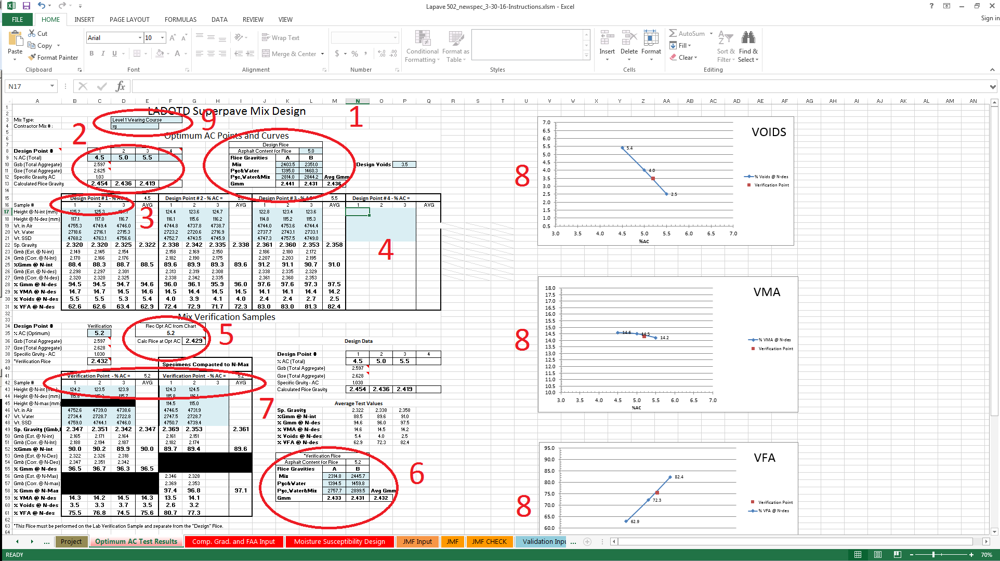 Lapave 502_newspec_3-30-16-Instructions.xlsm - Excel
Sign in
FILE HOME INSERT PAGE LAYOUT FORMULAS DATA REVIEW VIEW
Paste Cut Copy Format Painter
Arial 10
B I U
Wrap Text
Merge & Center
$ %
Conditional Formatting Format as Table
Insert Delete Format
AutoSum Fill Clear
Sort & Filter Find & Select
Clipboard Font Alignment Number Styles Cells Editing
N17 fx
A B C D E F G H I J K L M N O P Q R S T U V W X Y Z AA AB AC AD AE AF AG AH AI AJ AK AL AM AN
LADOTD Superpave Mix Design
Mix Type: Level 1 Wearing Course
Contractor Mix # : xy
Optimum AC Points and Curves
1 2 9
Design Rice
Design Point # 1 2 3 4
Asphalt Content for Rice 5.0
% AC (Total) 4.5 5.0 5.5
Rice Gravities A B
Gsb (Total Aggregate) 2.597
Mix 2403.5 2351.0
Design Voids 3.5
Gse (Total Aggregate) 2.625
Pyc&Water 1395.0 1460.3
Specific Gravity AC 1.03
Pyc,Water&Mix 2814.0 2844.2 Avg Gmm
Calculated Rice Gravity 2.454 2.436 2.419
Gmm 2.441 2.431 2.436
Design Point # 1 - % AC = 4.5 Design Point # 2 - % AC = 5.0 Design Point # 3 - % AC = 5.5 Design Point # 4 - % AC =
Sample # 1 2 3 AVG 1 2 3 AVG 1 2 3 AVG 1 2 3 AVG
Height @ N-int (mm) 125.2 125.3 124.4 123.6 124.7 122.8 123.4 123.6
Height @ N-des (mm) 117.1 117.0 116.7 116.1 115.6 116.2 114.8 115.2 115.3
Wt. in Air 4755.3 4749.4 4746.0 4744.8 4737.8 4738.7 4744.0 4753.6 4744.4
Wt. Water 2718.6 2716.1 2715.3 2723.2 2720.6 2716.9 2737.7 2743.1 2733.1
Wt. SSD 4768.2 4763.1 4756.6 4752.7 4743.5 4745.9 4747.3 4757.5 4749.0
Sp. Gravity 2.320 2.320 2.325 2.322 2.338 2.342 2.335 2.338 2.361 2.360 2.353 2.358
Gmb (Est. @ N-int) 2.149 2.145 2.154 2.158 2.169 2.150 2.186 2.180 2.172
Gmb (Corr. @ N-Int) 2.170 2.166 2.176 2.182 2.190 2.175 2.207 2.203 2.195
%Gmm @ N-int 88.4 88.3 88.7 88.5 89.6 89.9 89.3 89.6 91.2 91.1 90.7 91.0
Gmb (Est. @ N-des) 2.298 2.297 2.301 2.313 2.319 2.308 2.338 2.335 2.329
Gmb (Corr. @ N-des) 2.320 2.320 2.325 2.338 2.342 2.335 2.361 2.360 2.353
% Gmm @ N-des 94.5 94.5 94.7 94.6 96.0 96.1 95.9 96.0 97.6 97.6 97.3 97.5
% VMA @ N-des 14.7 14.7 14.5 14.6 14.5 14.4 14.5 14.5 14.1 14.1 14.4 14.2
% Voids @ N-des 5.5 5.5 5.3 5.4 4.0 3.9 4.1 4.0 2.4 2.4 2.7 2.5
% VFA @ N-des 62.6 62.6 63.4 62.9 72.4 72.9 71.7 72.3 83.0 83.0 81.3 82.4
3 4
Mix Verification Samples
Design Point # Verification Rec Opt AC from Chart
% AC (Optimum) 5.2 5.2
Gsb (Total Aggregate) 2.597 Calc Rice at Opt AC 2.429
Gse (Total Aggregate) 2.628
Specific Grvity - AC 1.030
*Verification Rice 2.432
5
Specimens Compacted to N-Max
Verification Point - % AC = 5.2 Verification Point - % AC = 5.2
Sample # 1 2 3 AVG 1 2 3 AVG
Height @ N-int (mm) 124.2 123.5 123.9 124.3 124.5
Height @ N-des (mm) 115.8 115.7 115.8 116.1
Height @ N-max (mm) 114.5 115.0
Wt. in Air 4752.6 4739.0 4738.6 4746.5 4731.9
Wt. Water 2734.4 2728.7 2722.8 2747.5 2728.7
Wt. SSD 4759.0 4744.1 4746.0 4750.7 4739.4
Sp. Gravity (Gmb, 2.347 2.351 2.342 2.347 2.369 2.353 2.361
Gmb (Est. @ N-int) 2.165 2.171 2.164 2.161 2.151
Gmb (Corr. @ N-Int) 2.188 2.194 2.187 2.182 2.174
%Gmm @ N-int 90.0 90.2 89.9 90.0 89.7 89.4 89.6
Gmb (Est. @ N-Des) 2.322 2.326 2.318
Gmb (Corr. @ N-Des) 2.347 2.351 2.342
% Gmm @ N-des 96.5 96.7 96.3 96.5
Gmb (Est. @ N-Max) 2.346 2.328
Gmb (Corr. @ N-max) 2.369 2.353
% Gmm @ N-Max 97.4 96.8 97.1
% VMA @ N-des 14.3 14.2 14.5 14.3 13.5 14.1
% Voids @ N-des 3.5 3.3 3.7 3.5 2.6 3.2
% VFA @ N-des 75.5 76.8 74.5 75.6 80.7 77.3
*This Rice must be performed on the Lab Verification Sample and separate from the "Design" Rice.
7
Design Data
Design Point # 1 2 3 4
% AC (Total) 4.5 5.0 5.5
Gsb (Total Aggregate) 2.597
Gse (Total Aggregate) 2.628
Specific Grvity - AC 1.030
Calculated Rice Gravity 2.454 2.436 2.419
Average Test Values
Sp. Gravity 2.322 2.338 2.358
%Gmm @ N-int 88.5 89.6 91.0
% Gmm @ N-des 94.6 96.0 97.5
% VMA @ N-des 14.6 14.5 14.2
% Voids @ N-des 5.4 4.0 2.5
% VFA @ N-des 62.9 72.3 82.4
*Verification Rice
Asphalt Content for Rice 5.2
Rice Gravities A B
Mix 2314.8 2445.7
Pyc&Water 1394.5 1459.8
Pyc,Water&Mix 2757.7 2899.5 Avg Gmm
Gmm 2.433 2.431 2.432
6
8
VOIDS
7.0 6.5 6.0 5.5 5.0 4.5 4.0 3.5 3.0 2.5 2.0 1.5 1.0 0.5
5.4 4.0 2.5
% Voids @ N-des
Verification Point
3.0 3.5 4.0 4.5 5.0 5.5 6.0 6.5 7.0
%AC
8
VMA
18.0 17.5 17.0 16.5 16.0 15.5 15.0 14.5 14.0 13.5 13.0 12.5 12.0 11.5 11.0 10.5 10.0
14.6 14.5 14.2
% VMA @ N-des
Verification Point
3.0 3.5 4.0 4.5 5.0 5.5 6.0 6.5 7.0
%AC
8
VFA
95.0 90.0 85.0 80.0 75.0 70.0 65.0 60.0
82.4 72.3 62.9
Verification Point
% VFA @ N-des
Project Optimum AC Test Results Comp. Grad. and FAA Input Moisture Susceptibility Design JMF Input JMF JMF CHECK Validation Inpu ...
READY 70%